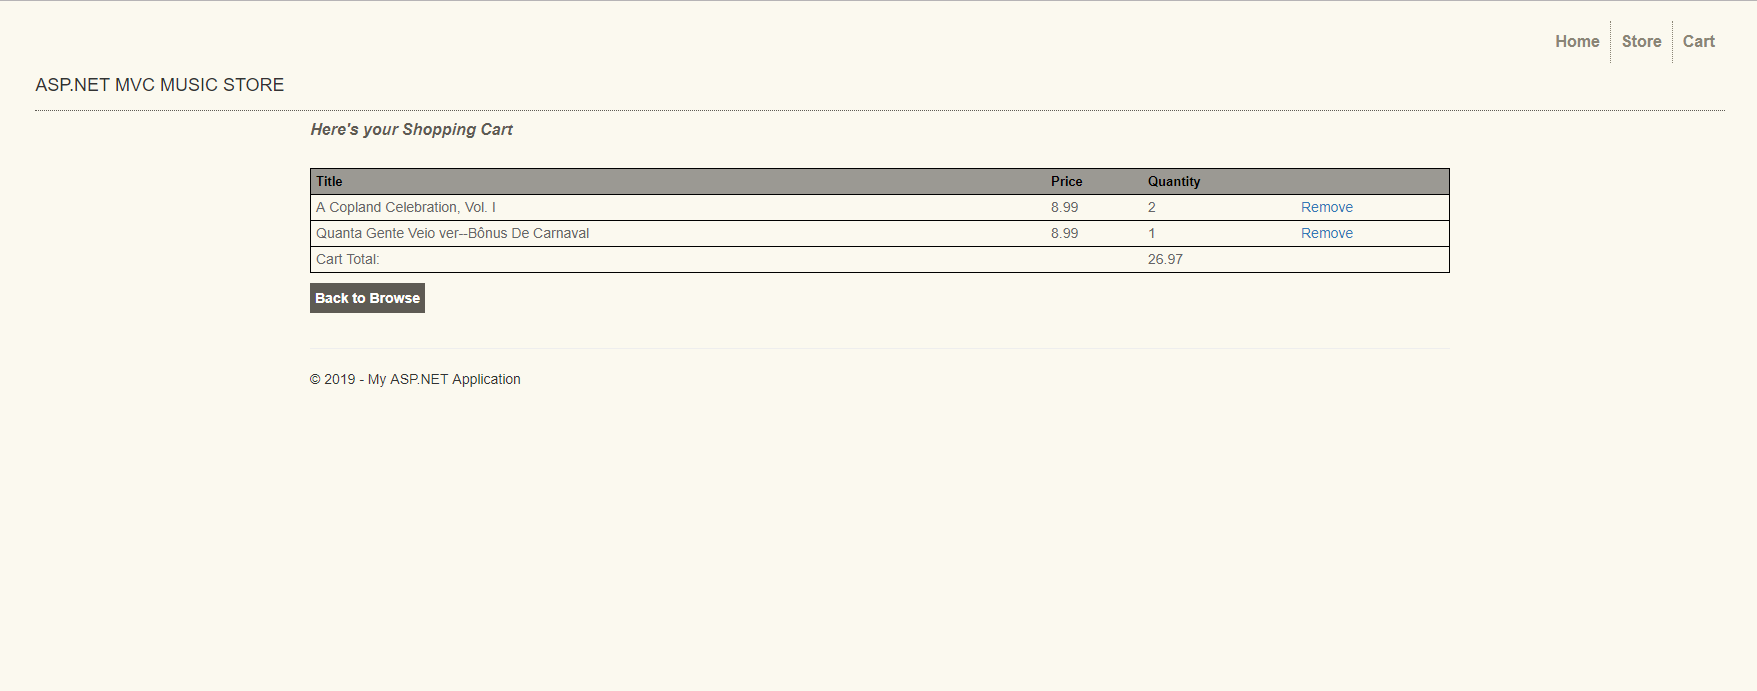 Home Store Cart
ASP.NET MVC MUSIC STORE
Here's your Shopping Cart
Title Price Quantity
A Copland Celebration, Vol. I 8.99 2 Remove
Quanta Gente Veio ver--Bônus De Carnaval 8.99 1 Remove
Cart Total: 26.97
Back to Browse
© 2019 - My ASP.NET Application